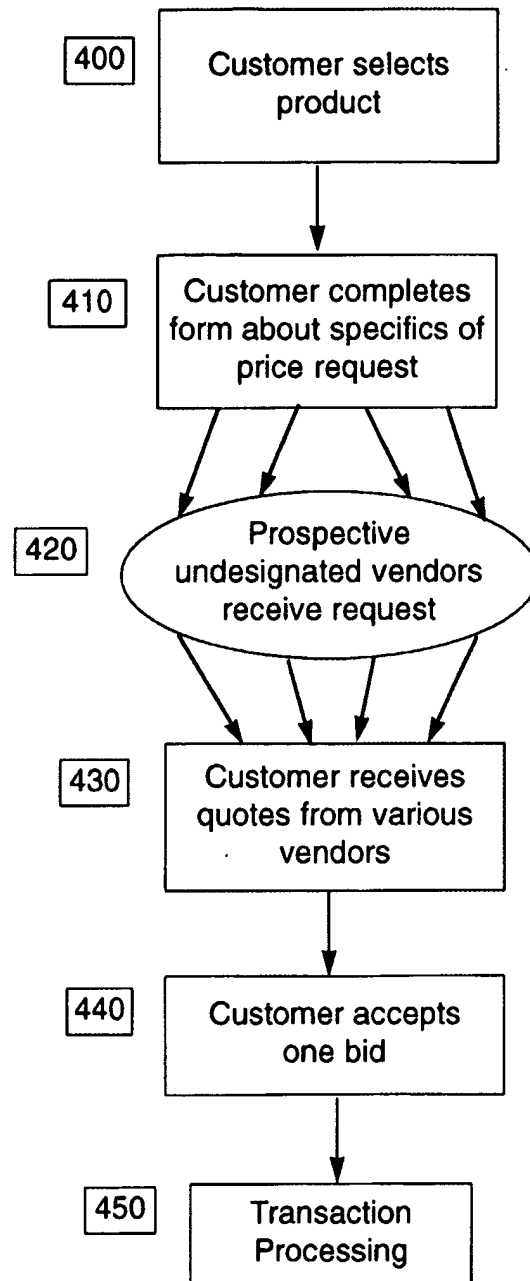 400
Customer selects
product
410
Customer completes
form about specifics of
price request
420
Prospective
undesignated vendors
receive request
430
Customer receives
quotes from various
vendors
440
Customer accepts
one bid
450
Transaction
Processing